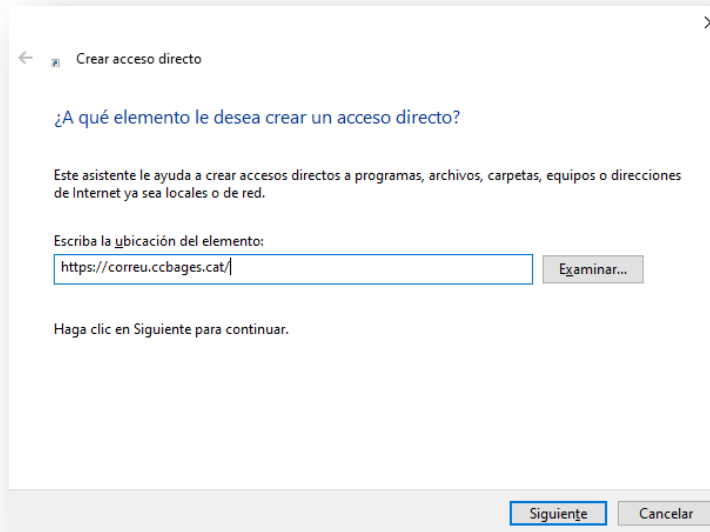 Crear acceso directo
¿A qué elemento le desea crear un acceso directo?
Este asistente le ayuda a crear accesos directos a programas, archivos, carpetas, equipos o direcciones
de Internet ya sea locales o de red.
Escriba la ubicación del elemento:
https://correu.ccbages.cat/
Examinar...
Haga clic en Siguiente para continuar.
Siguiente
Cancelar